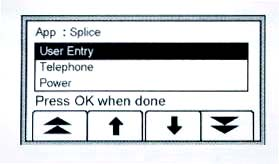 App : Splice
User Entry
Telephone
Power
Press OK when done